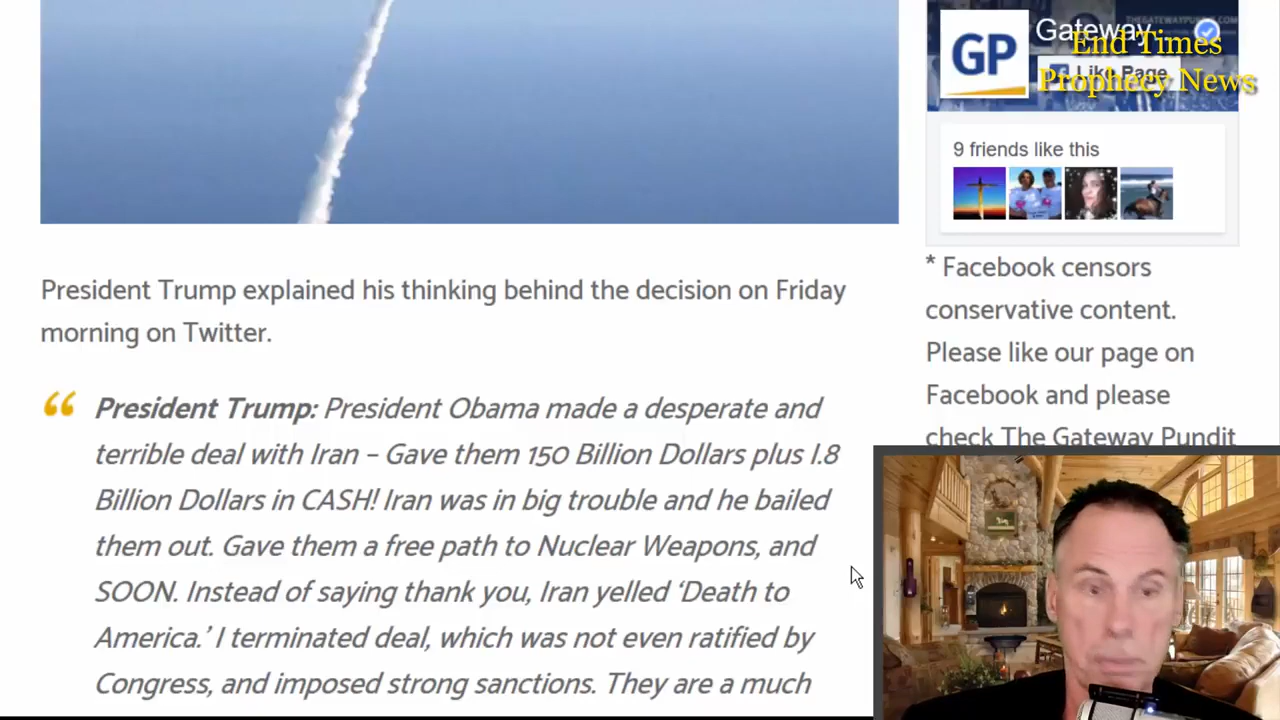 President Trump explained his thinking behind the decision on Friday
morning on Twitter.
“ President Trump: President Obama made a desperate and
terrible deal with Iran – Gave them 150 Billion Dollars plus 1.8
Billion Dollars in CASH! Iran was in big trouble and he bailed
them out. Gave them a free path to Nuclear Weapons, and
SOON. Instead of saying thank you, Iran yelled ‘Death to
America.’ I terminated deal, which was not even ratified by
Congress, and imposed strong sanctions. They are a much
GP
Gateway
Like Page
End Times
Prophecy News
9 friends like this
* Facebook censors
conservative content.
Please like our page on
Facebook and please
check The Gateway Pundit